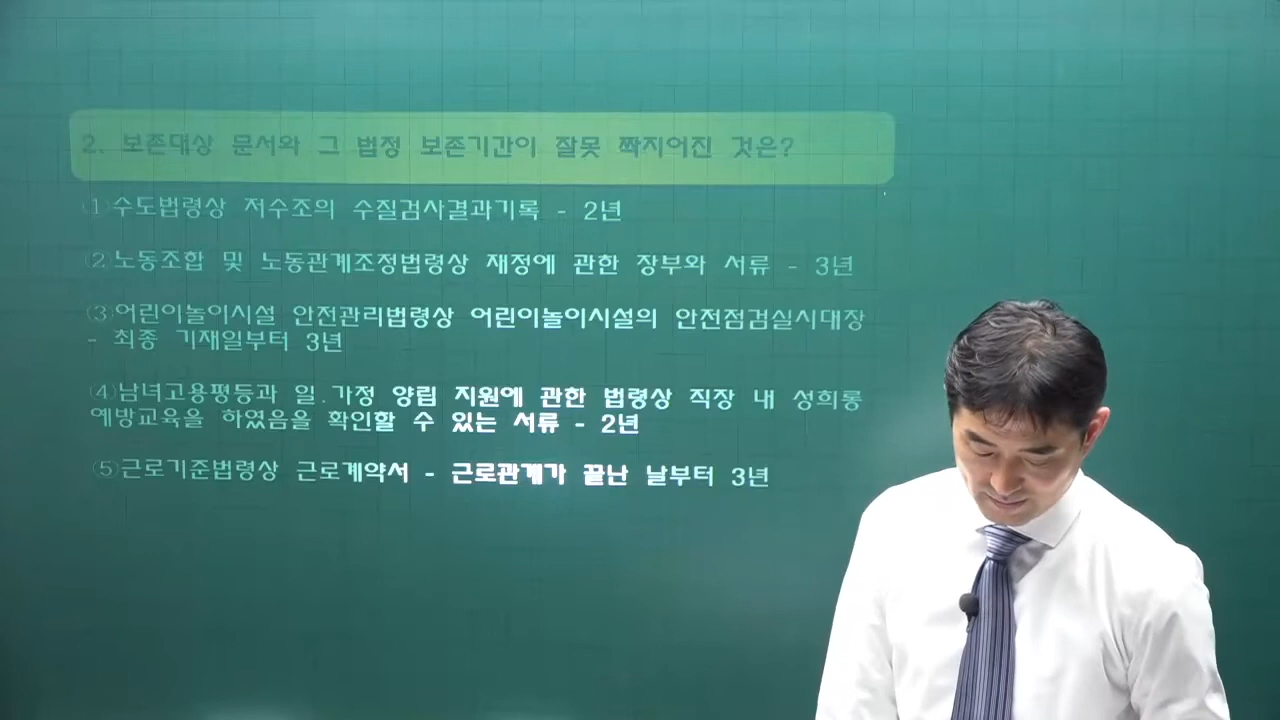 2. 보존대상 문서와 그 법정 보존기간이 잘못 짝지어진 것은?
①수도법령상 저수조의 수질검사결과기록 - 2년
②노동조합 및 노동관계조정법령상 재정에 관한 장부와 서류 - 3년
③어린이놀이시설 안전관리법령상 어린이놀이시설의 안전점검실시대장
- 최종 기재일부터 3년
④남녀고용평등과 일.가정 양립 지원에 관한 법령상 직장 내 성희롱
예방교육을 하였음을 확인할 수 있는 서류 - 2년
⑤근로기준법령상 근로계약서 - 근로관계가 끝난 날부터 3년